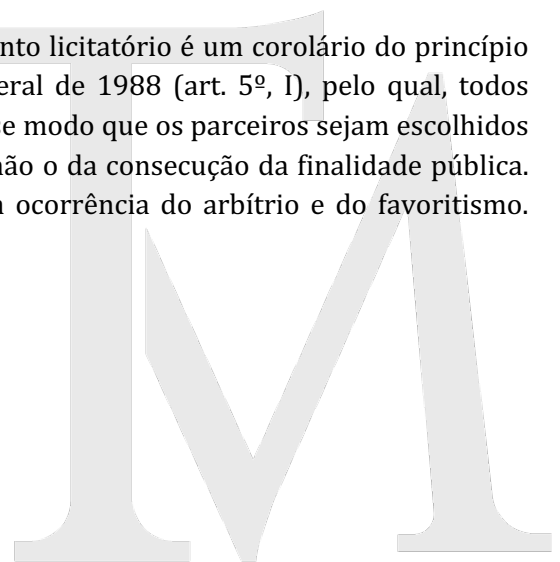 nto licitatório é um corolário do princípio
eral de 1988 (art. 5º, I), pelo qual, todos
se modo que os parceiros sejam escolhidos
não o da consecução da finalidade pública.
ocorrência do arbítrio e do favoritismo.